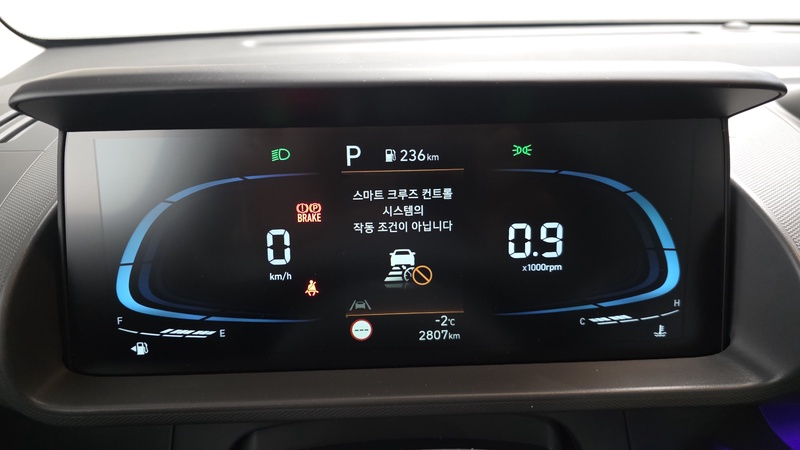 P 236km
스마트 크루즈 컨트롤
시스템의
작동 조건이 아닙니다
BRAKE
0
km/h
0.9
x1000rpm
F E
C H
-2℃
2807km